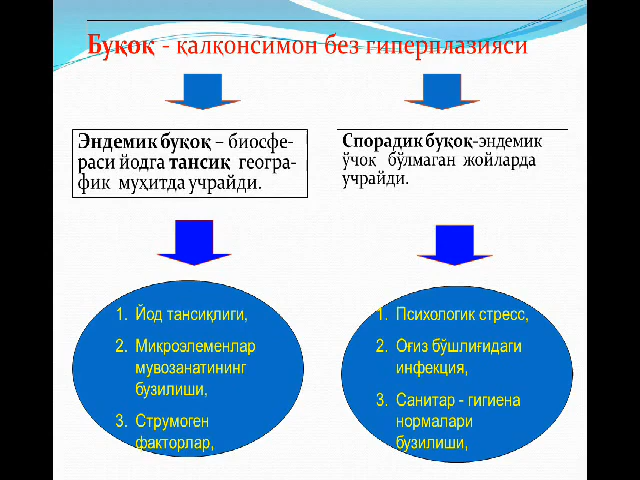 Буқоқ - қалқонсимон без гиперплазияси
Эндемик буқоқ – биосфе-
раси йодга тансиқ геогра-
фик муҳитда учрайди.
Спорадик буқоқ-эндемик
ўчоқ бўлмаган жойларда
учрайди.
1. Йод тансиқлиги,
2. Микроэлеменлар
мувозанатининг
бузилиши,
3. Струмоген
факторлар,
1. Психологик стресс,
2. Оғиз бўшлиғидаги
инфекция,
3. Санитар - гигиена
нормалари
бузилиши,